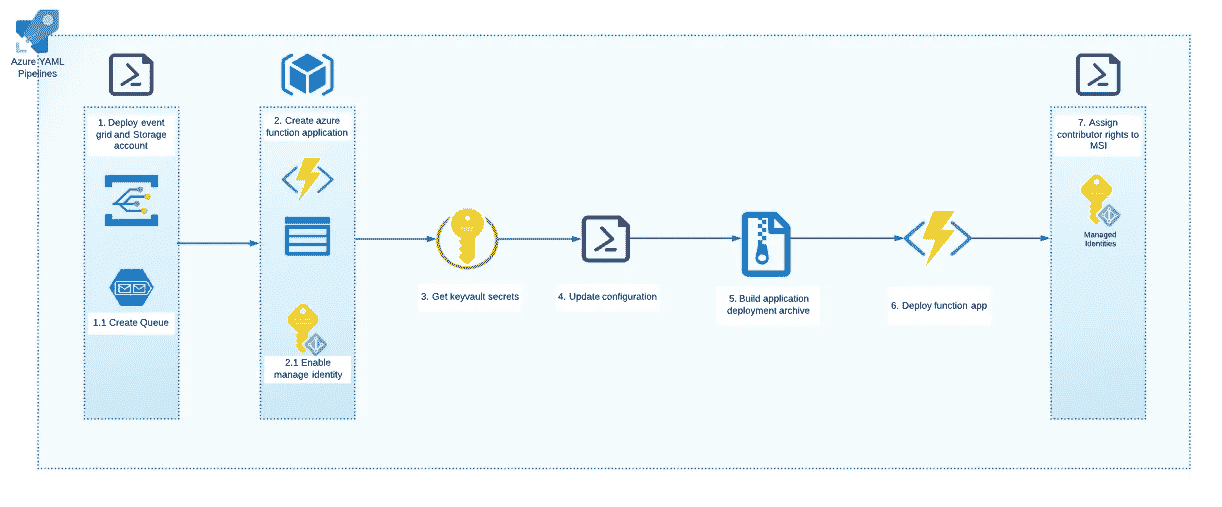 Azure YAML
Pipelines
1. Deploy event
grid and Storage
account
1.1 Create Queue
2. Create azure
function application
2.1 Enable
manage identity
3. Get keyvault secrets
4. Update configuration
5. Build application
deployment archive
6. Deploy function app
7. Assign
contributor rights to
MSI
Managed
Identities